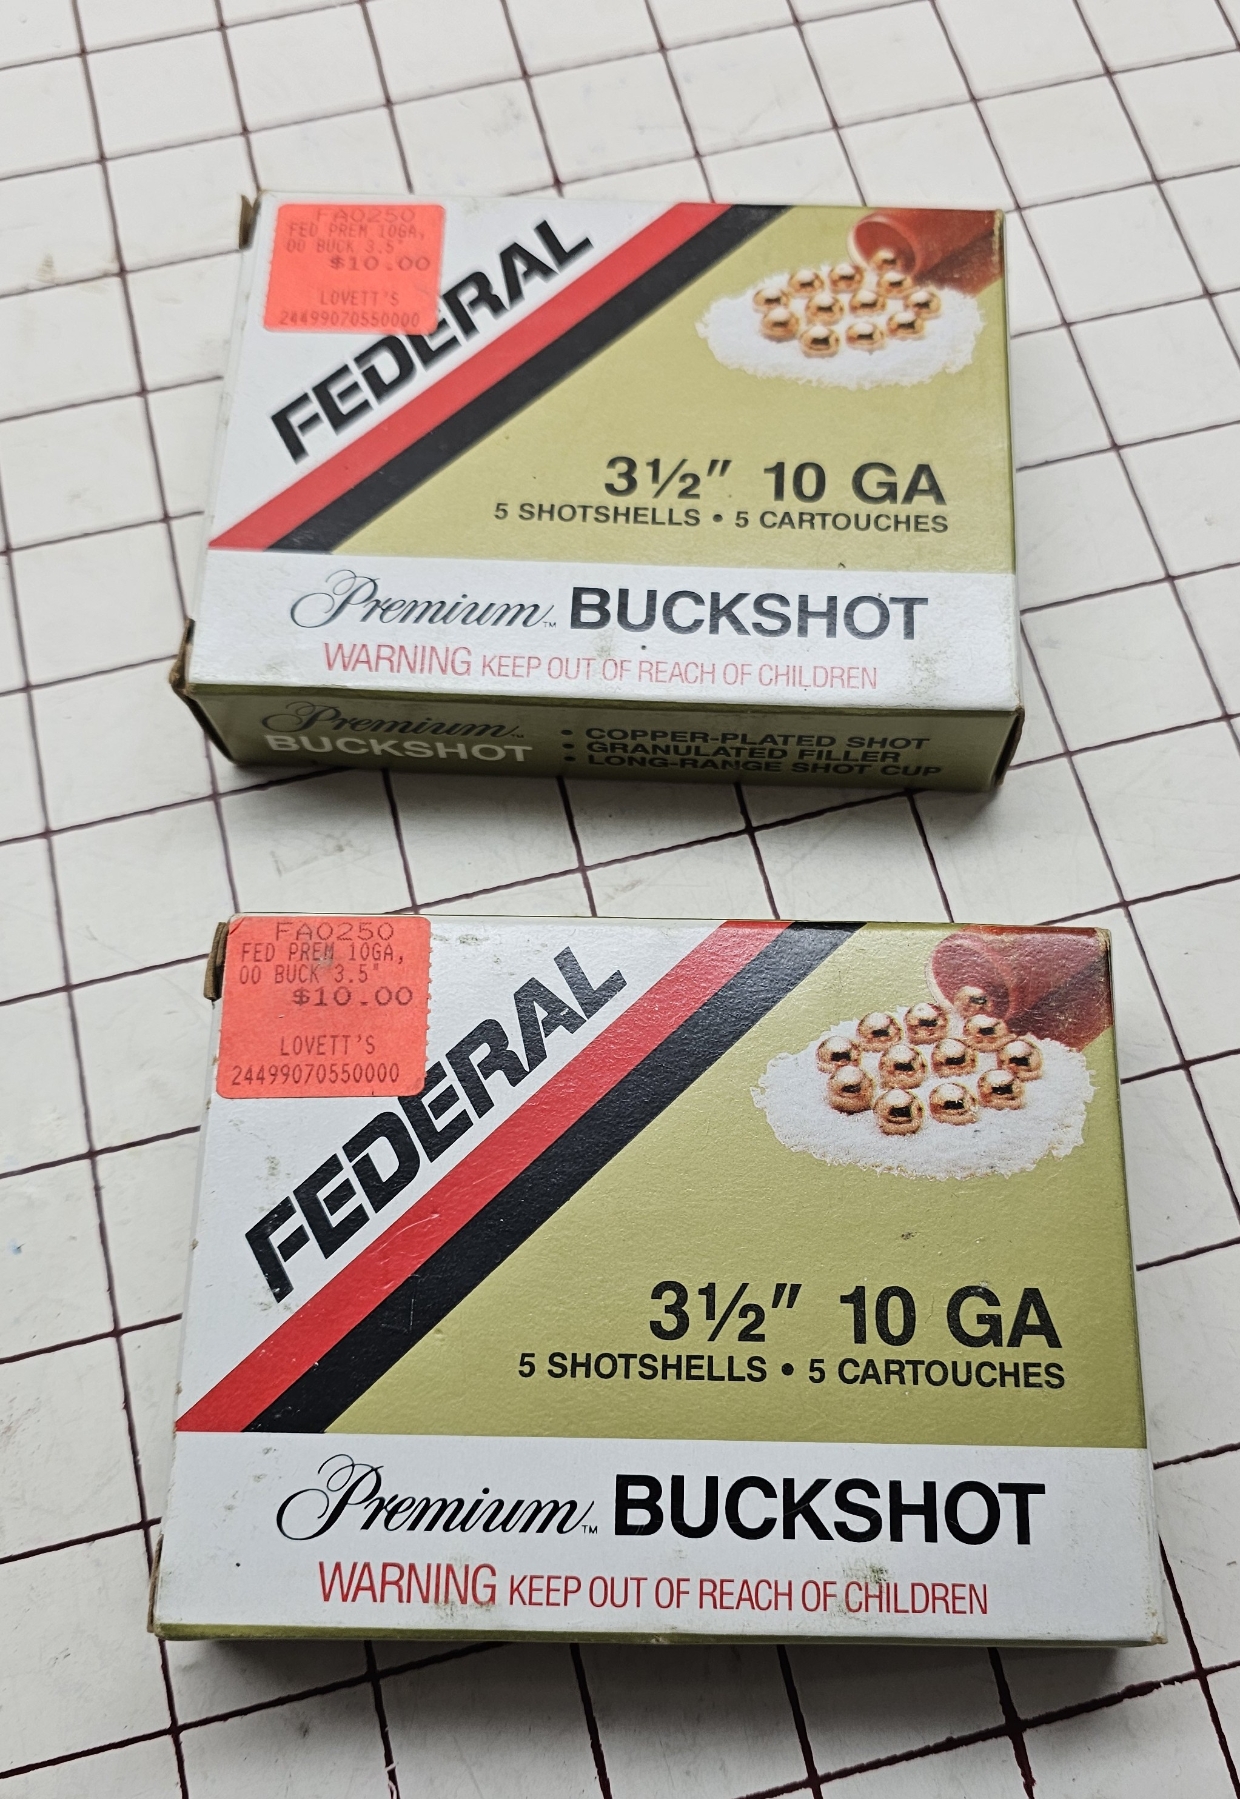 FA0250
FED PREM 10GA,
00 BUCK 3.5"
$10.00
LOVETT'S
24499070550000
FEDERAL
3½" 10 GA
5 SHOTSHELLS • 5 CARTOUCHES
Premium™ BUCKSHOT
WARNING KEEP OUT OF REACH OF CHILDREN
Premium™
BUCKSHOT
• COPPER-PLATED SHOT
• GRANULATED FILLER
• LONG-RANGE SHOT CUP
FA0250
FED PREM 10GA,
00 BUCK 3.5"
$10.00
LOVETT'S
24499070550000
FEDERAL
3½" 10 GA
5 SHOTSHELLS • 5 CARTOUCHES
Premium™ BUCKSHOT
WARNING KEEP OUT OF REACH OF CHILDREN